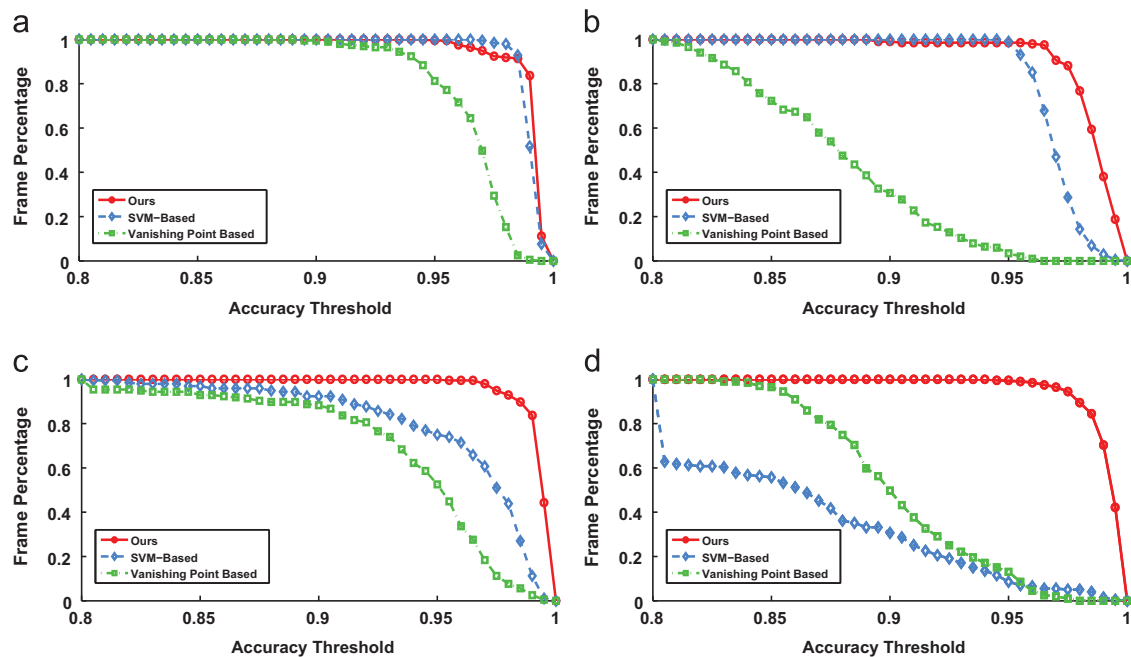 a
1
0.8
0.6
0.4
0.2
0
0.8
0.85
0.9
0.95
1
Frame Percentage
Accuracy Threshold
Ours
SVM−Based
Vanishing Point Based
b
1
0.8
0.6
0.4
0.2
0
0.8
0.85
0.9
0.95
1
Frame Percentage
Accuracy Threshold
Ours
SVM−Based
Vanishing Point Based
c
1
0.8
0.6
0.4
0.2
0
0.8
0.85
0.9
0.95
1
Frame Percentage
Accuracy Threshold
Ours
SVM−Based
Vanishing Point Based
d
1
0.8
0.6
0.4
0.2
0
0.8
0.85
0.9
0.95
1
Frame Percentage
Accuracy Threshold
Ours
SVM−Based
Vanishing Point Based